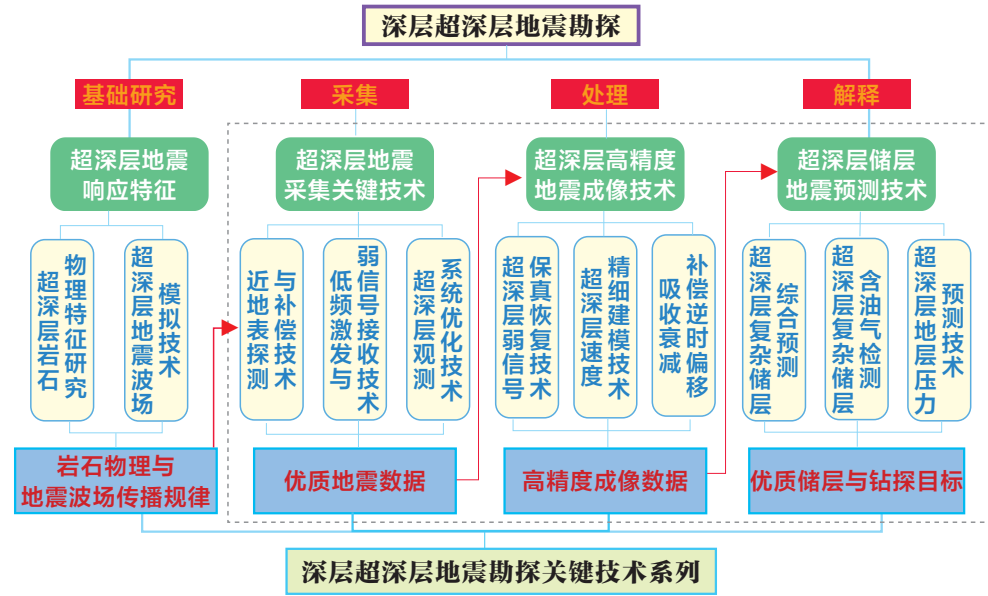 深层超深层地震勘探
基础研究
采集
处理
解释
超深层地震
响应特征
超深层地震
采集关键技术
超深层高精度
地震成像技术
超深层储层
地震预测技术
超深层岩石
物理特征研究
超深层地震波场
模拟技术
近地表探测
与补偿技术
低频激发与
弱信号接收技术
超深层观测
系统优化技术
超深层弱信号
保真恢复技术
超深层速度
精细建模技术
吸收衰减
补偿逆时偏移
超深层复杂储层
综合预测
超深层复杂储层
含油气检测
超深层地层压力
预测技术
岩石物理与
地震波场传播规律
优质地震数据
高精度成像数据
优质储层与钻探目标
深层超深层地震勘探关键技术系列